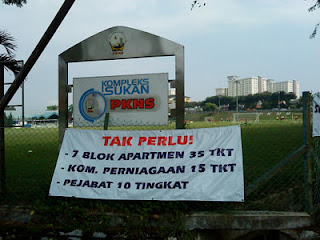 KOMPLEKS
SUKAN
PKNS
TAK PERLU!
- 7 BLOK APARTMEN 35 TKT
- KOM. PERNIAGAAN 15 TKT
- PEJABAT 10 TINGKAT